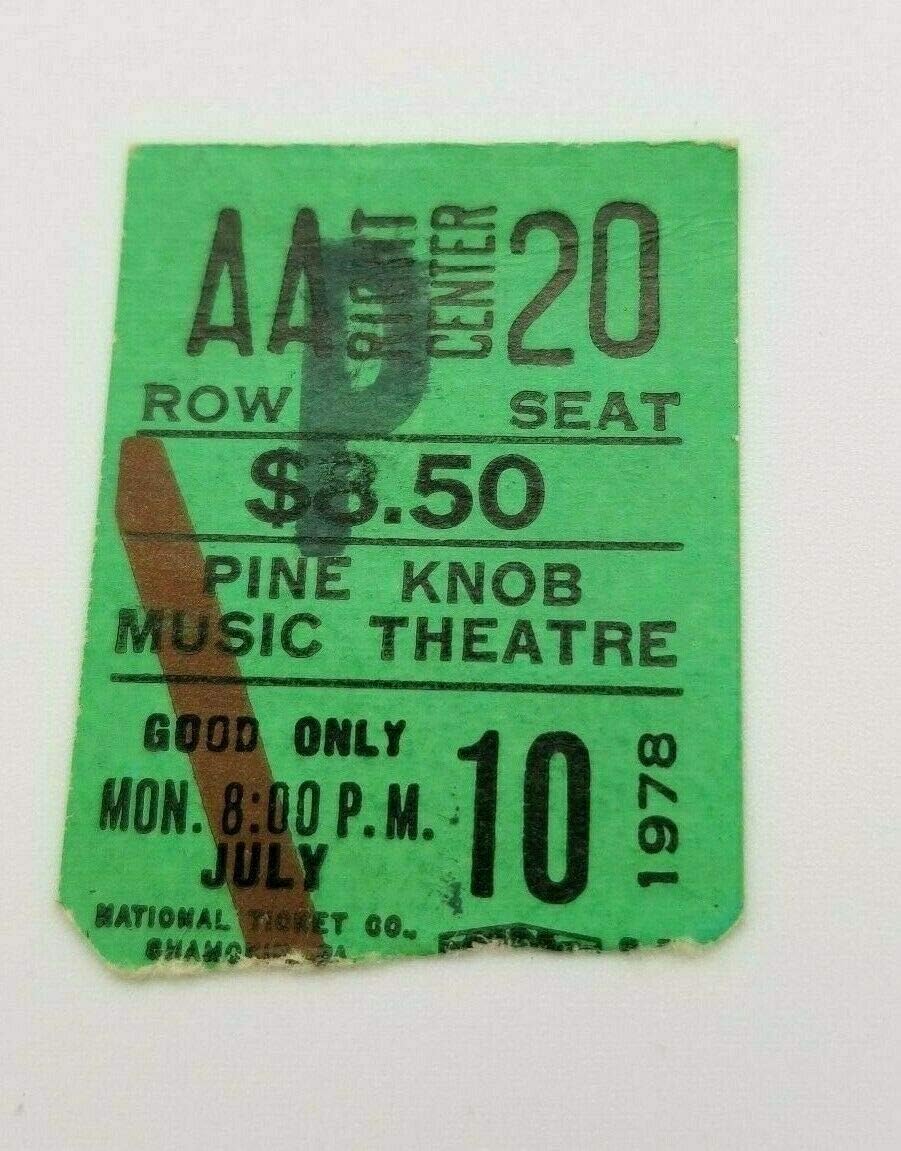 AA RIGHT CENTER 20
P
ROW SEAT
$8.50
PINE KNOB
MUSIC THEATRE
GOOD ONLY
MON. 8:00 P.M.
JULY 10 1978
NATIONAL TICKET CO.,